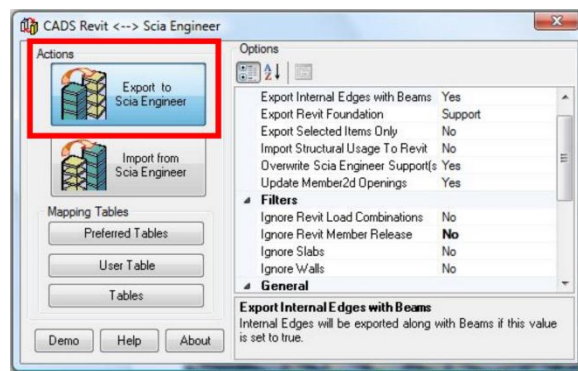 CADS Revit <--> Scia Engineer
Actions
Export to
Scia Engineer
Import from
Scia Engineer
Mapping Tables
Preferred Tables
User Table
Tables
Demo
Help
About
Options
Export Internal Edges with Beams Yes
Export Revit Foundation Support
Export Selected Items Only No
Import Structural Usage To Revit No
Overwrite Scia Engineer Support(s Yes
Update Member2d Openings Yes
Filters
Ignore Revit Load Combinations No
Ignore Revit Member Release No
Ignore Slabs No
Ignore Walls No
General
Export Internal Edges with Beams
Internal Edges will be exported along with Beams if this value
is set to true.